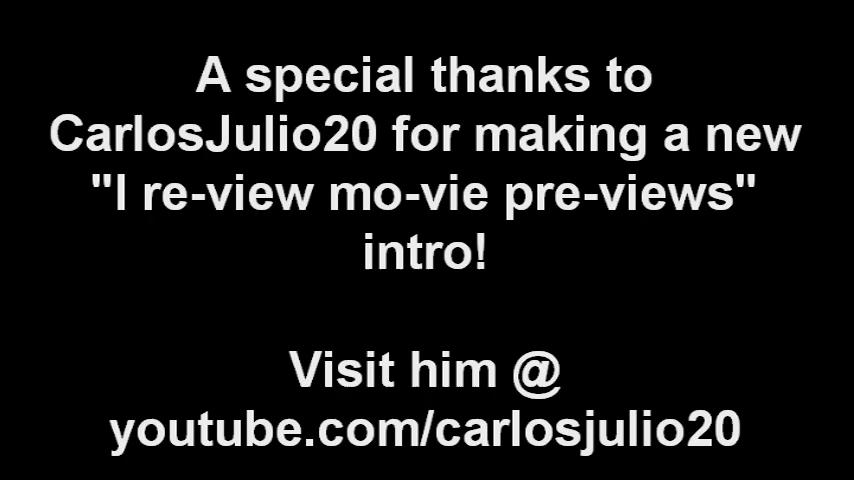 A special thanks to
CarlosJulio20 for making a new
"I re-view mo-vie pre-views"
intro!
Visit him @
youtube.com/carlosjulio20